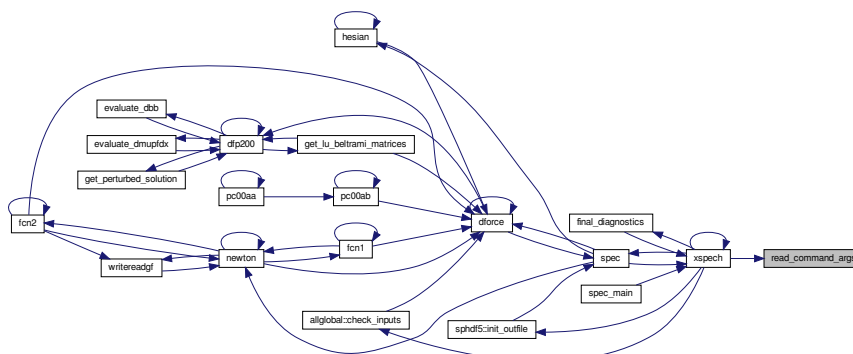 hesian
evaluate_dbb
evaluate_dmupfdx
dfp200
get_lu_beltrami_matrices
get_perturbed_solution
pc00aa
pc00ab
fcn2
dforce
final_diagnostics
fcn1
newton
writereadgf
spec
xspech
read_command_args
spec_main
allglobal::check_inputs
sphdf5::init_outfile